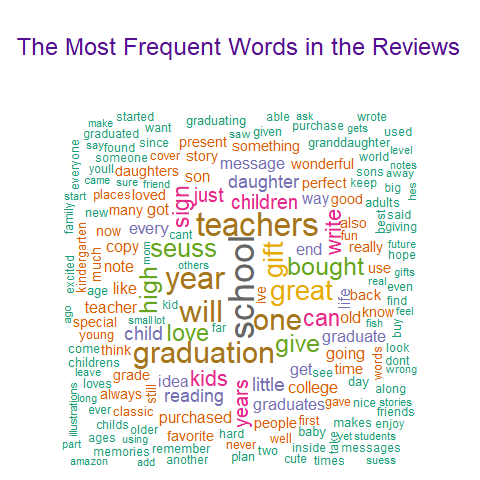 The Most Frequent Words in the Reviews
started
make
graduating
able
ask
wrote
graduated
want
saw
given
purchase
gets
used
say
found
since
present
something
granddaughter
level
everyone
someone
cover
story
message
wonderful
world
notes
youll
daughters
son
daughter
perfect
keep
sons
away
came
sure
friend
big
hes
start
places
loved
sign
just
children
way
good
adults
giving
family
new
many
got
teachers
write
also
best
said
now
every
cant
fun
kindergarten
copy
seuss
school
gift
end
really
future
hope
excited
much
note
mom
high
others
year
bought
use
gifts
real
age
like
kid
ive
great
life
back
even
find
ago
teacher
small
lot
will
one
can
old
know
buy
feel
special
young
child
love
far
give
graduate
fish
come
think
graduation
going
look
childrens
get
see
time
words
dont
leave
grade
idea
kids
years
little
college
day
wrong
illustrations
loves
long
always
still
reading
graduates
gave
nice
along
stories
ever
classic
purchased
people
first
friends
childs
older
hard
baby
take
makes
enjoy
ages
using
favorite
never
well
yet
students
part
memories
remember
inside
messages
amazon
add
another
plan
two
cute
times
suess